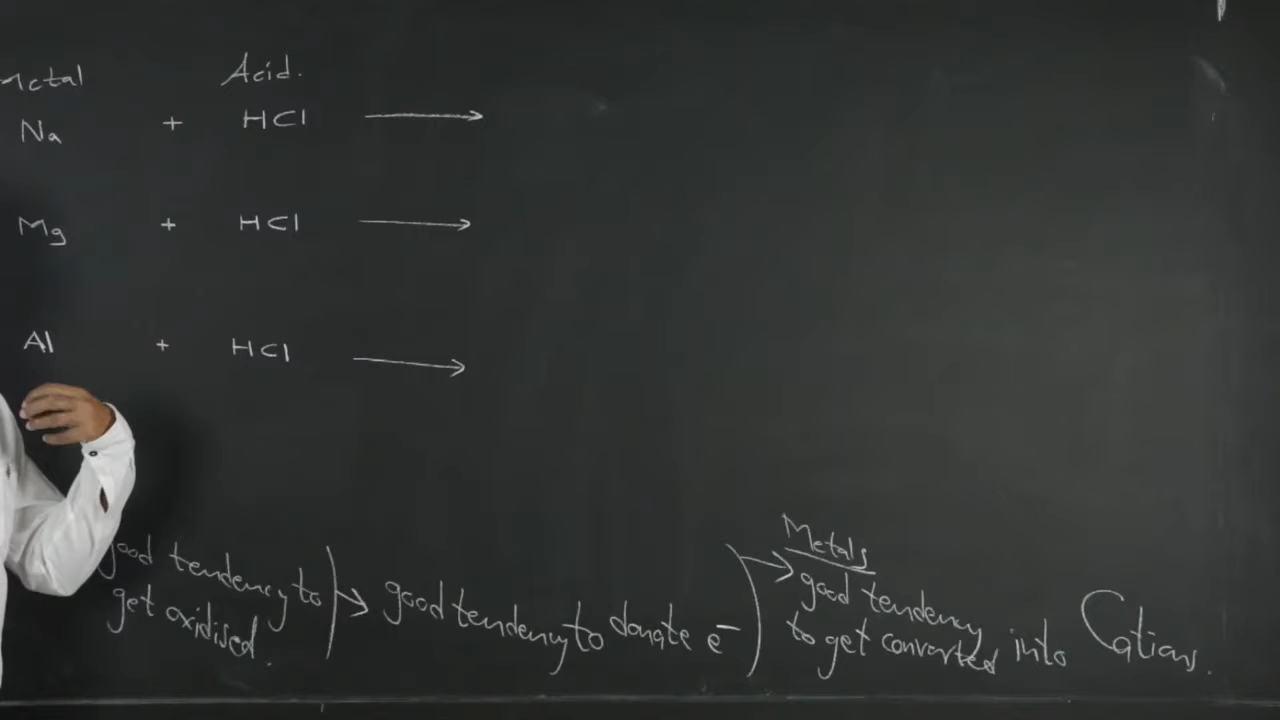 Metal Acid.
Na + HCl →
Mg + HCl →
Al + HCl →
good tendency to
get oxidised.
→ good tendency to donate e⁻
→ Metals
good tendency
to get converted into Cations.